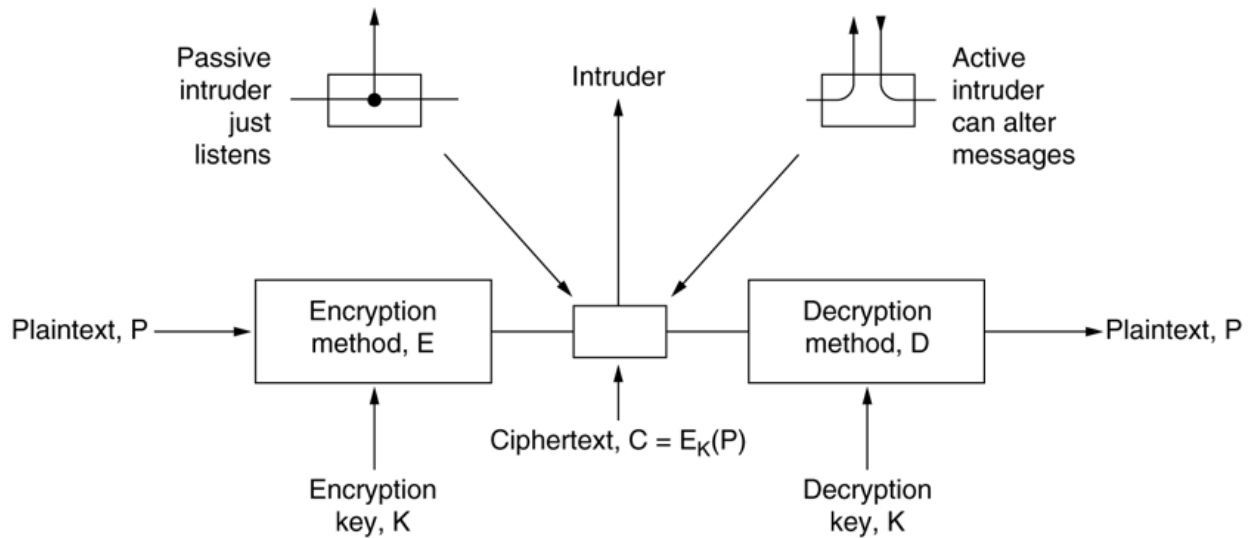 Passive
intruder
just
listens
Intruder
Active
intruder
can alter
messages
Plaintext, P
Encryption
method, E
Decryption
method, D
Plaintext, P
Ciphertext, C = E_K(P)
Encryption
key, K
Decryption
key, K